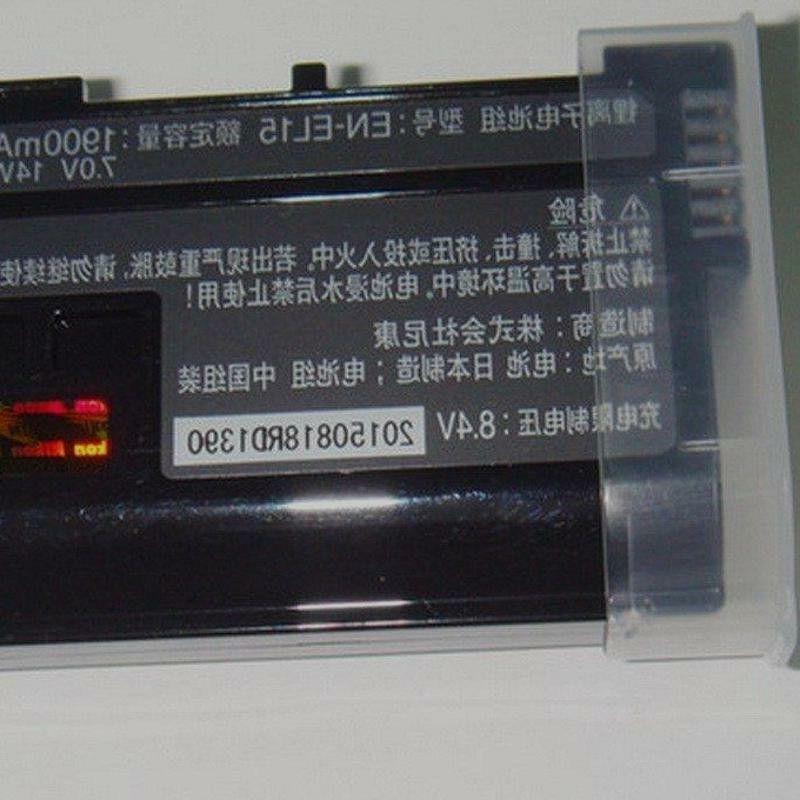 锂离子电池组 型号：EN-EL15 额定容量：1900mA
7.0V 14V
危险
禁止拆解、撞击、挤压或投入火中。若出现严重鼓胀，请勿继续使
请勿置于高温环境中。电池浸水后禁止使用！
制造商：株式会社尼康
原产地：电池 日本制造；电池组 中国组装
充电限制电压：8.4V 20150818RD1390